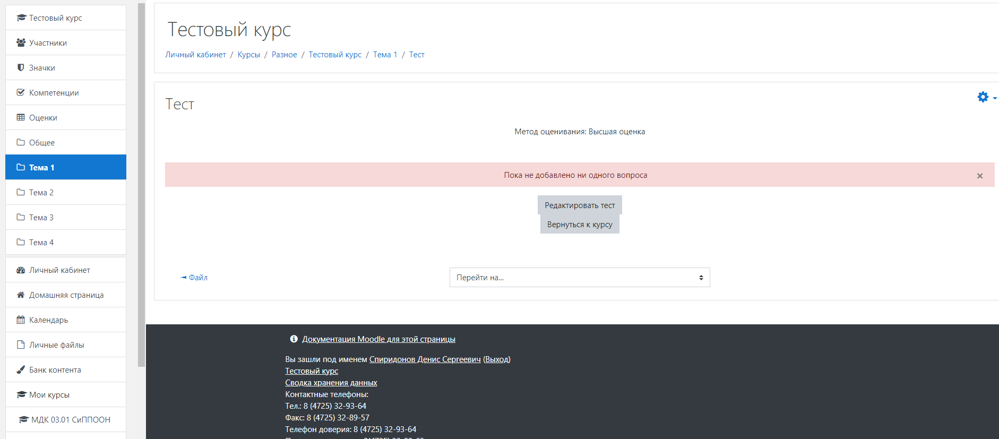 Тестовый курс
Участники
Значки
Компетенции
Оценки
Общее
Тема 1
Тема 2
Тема 3
Тема 4
Личный кабинет
Домашняя страница
Календарь
Личные файлы
Банк контента
Мои курсы
МДК 03.01 СиППООН
Тестовый курс
Личный кабинет / Курсы / Разное / Тестовый курс / Тема 1 / Тест
Тест
Метод оценивания: Высшая оценка
Пока не добавлено ни одного вопроса ×
Редактировать тест
Вернуться к курсу
Файл
Перейти на...
Документация Moodle для этой страницы
Вы зашли под именем Спиридонов Денис Сергеевич (Выход)
Тестовый курс
Сводка хранения данных
Контактные телефоны:
Тел.: 8 (4725) 32-93-64
Факс: 8 (4725) 32-89-57
Телефон доверия: 8 (4725) 32-93-64